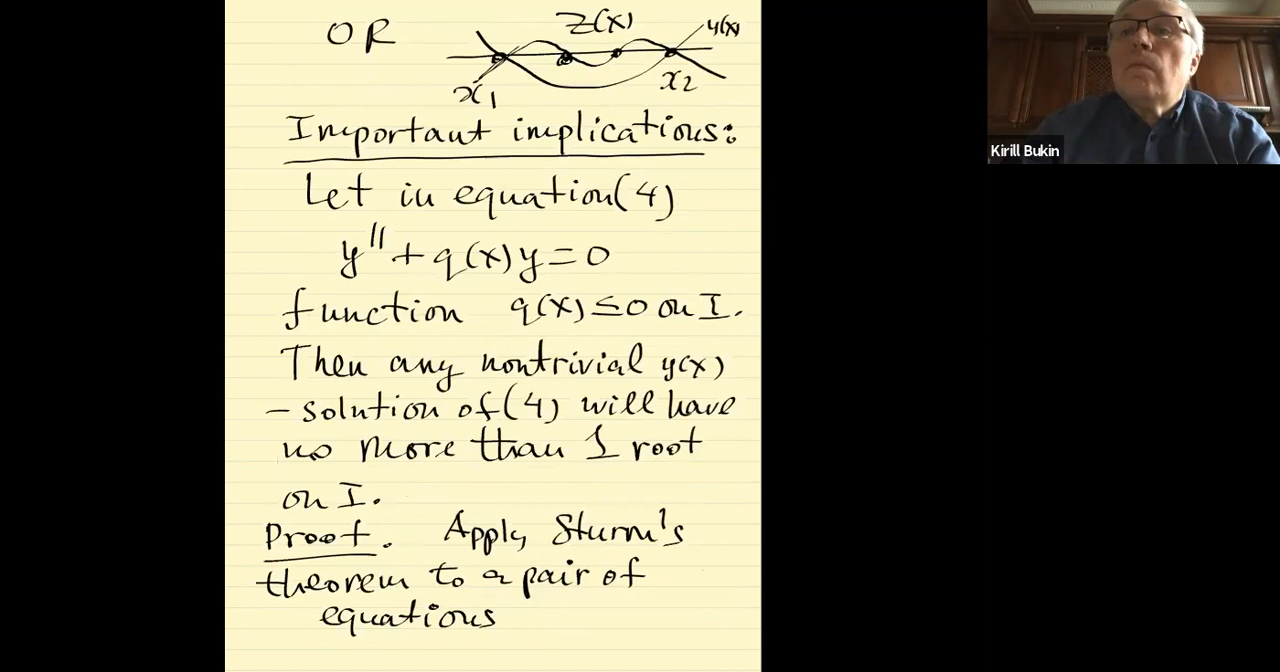 OR
Z(x)
y(x)
x1
x2
Important implications:
Let in equation(4)
y'' + q(x)y = 0
function q(x) ≤ 0 on I.
Then any nontrivial y(x)
- solution of (4) will have
no more than 1 root
on I.
Proof. Apply Sturm's
theorem to a pair of
equations
Kirill Bukin